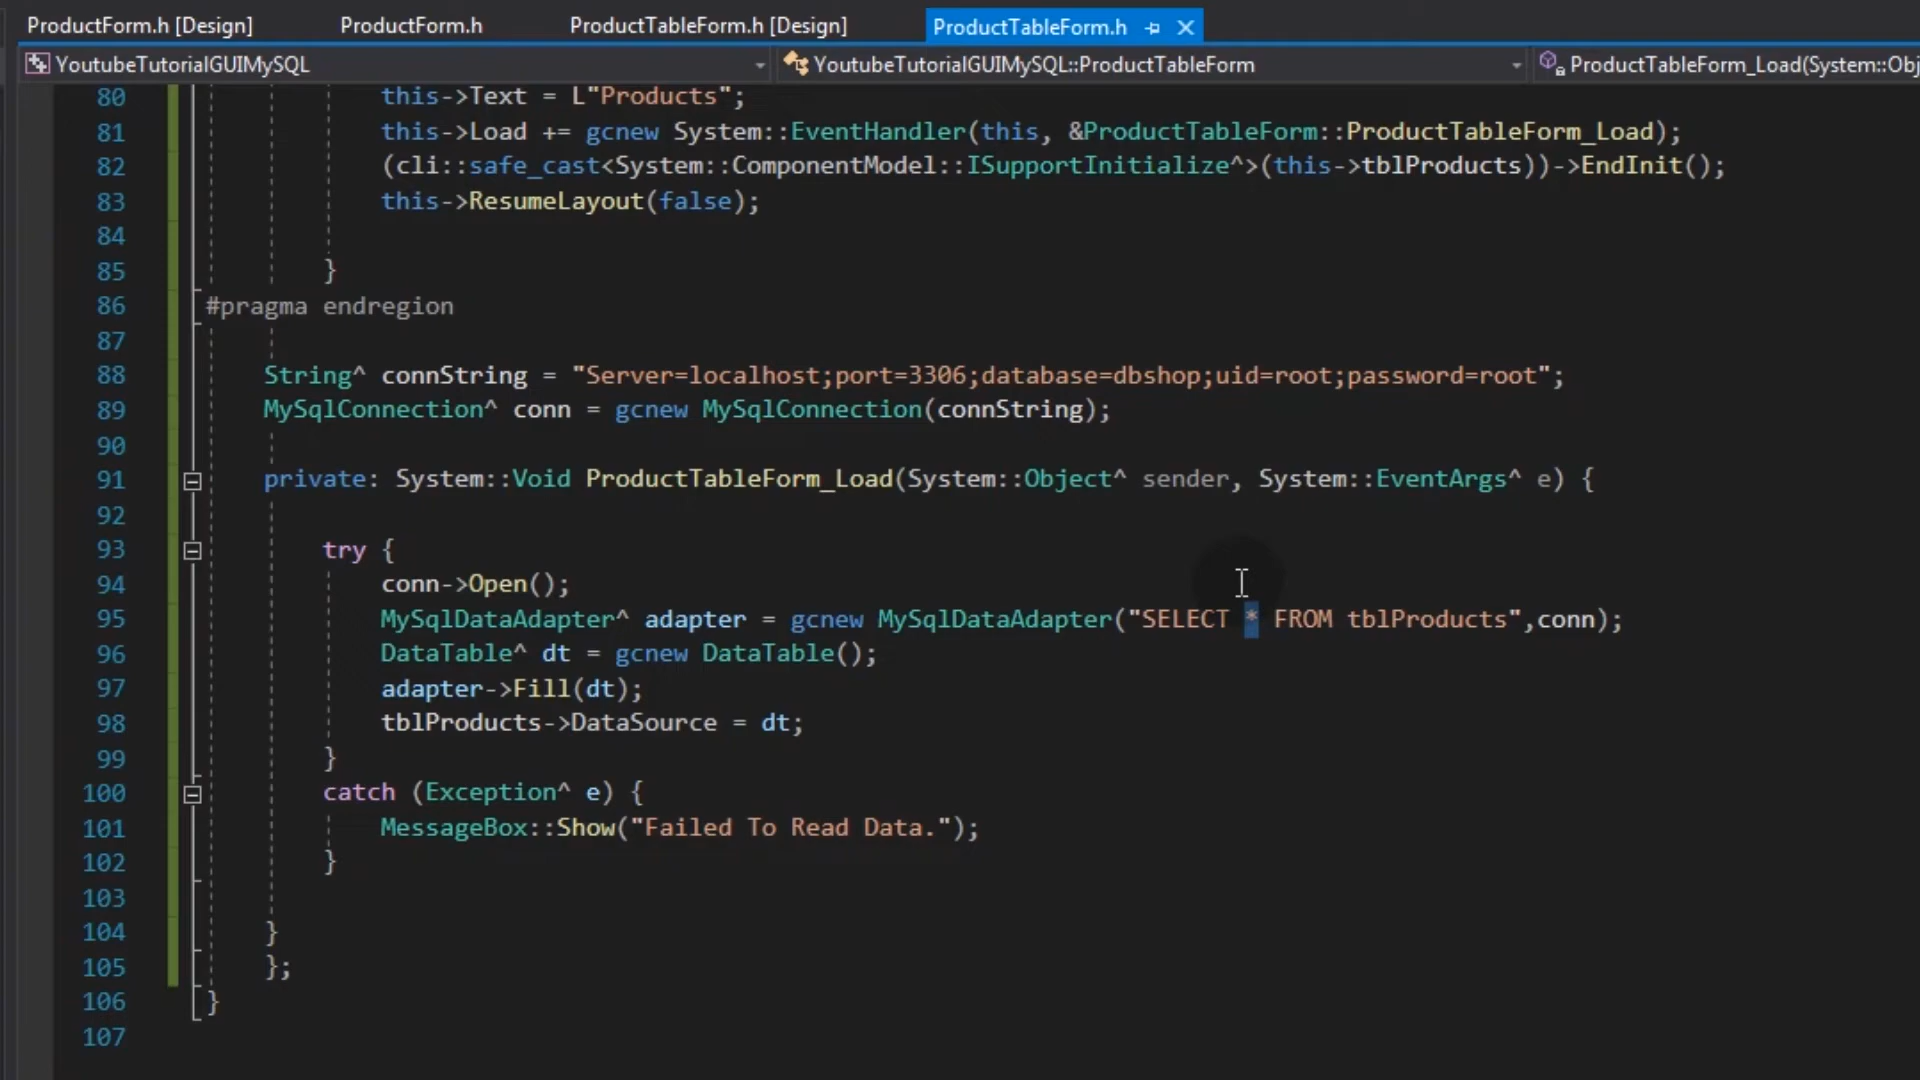 ProductForm.h [Design] ProductForm.h ProductTableForm.h [Design] ProductTableForm.h
YoutubeTutorialGUIMySQL YoutubeTutorialGUIMySQL::ProductTableForm ProductTableForm_Load(System::Obj
80 this->Text = L"Products";
81 this->Load += gcnew System::EventHandler(this, &ProductTableForm::ProductTableForm_Load);
82 (cli::safe_cast<System::ComponentModel::ISupportInitialize^>(this->tblProducts))->EndInit();
83 this->ResumeLayout(false);
84
85 }
86 #pragma endregion
87
88 String^ connString = "Server=localhost;port=3306;database=dbshop;uid=root;password=root";
89 MySqlConnection^ conn = gcnew MySqlConnection(connString);
90
91 private: System::Void ProductTableForm_Load(System::Object^ sender, System::EventArgs^ e) {
92
93 try {
94 conn->Open();
95 MySqlDataAdapter^ adapter = gcnew MySqlDataAdapter("SELECT * FROM tblProducts",conn);
96 DataTable^ dt = gcnew DataTable();
97 adapter->Fill(dt);
98 tblProducts->DataSource = dt;
99 }
100 catch (Exception^ e) {
101 MessageBox::Show("Failed To Read Data.");
102 }
103
104 }
105 };
106 }
107